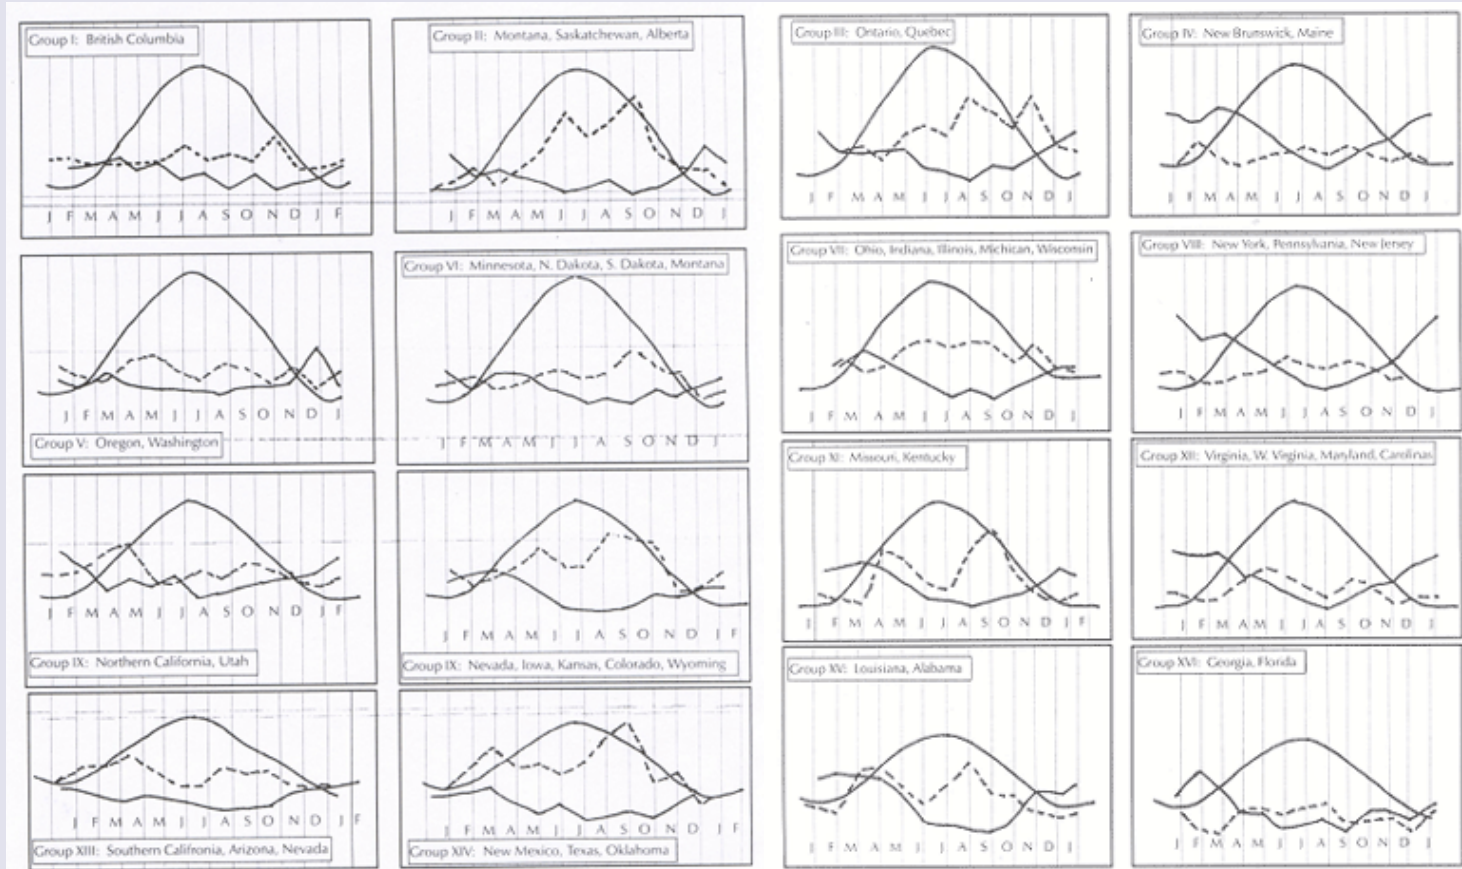 Group I: British Columbia
J F M A M J J A S O N D J F
Group II: Montana, Saskatchewan, Alberta
J F M A M J J A S O N D J
Group III: Ontario, Quebec
J F M A M J J A S O N D J
Group IV: New Brunswick, Maine
J F M A M J J A S O N D J
J F M A M J J A S O N D J
Group V: Oregon, Washington
Group VI: Minnesota, N. Dakota, S. Dakota, Montana
J F M A M J J A S O N D J
Group VII: Ohio, Indiana, Illinois, Michican, Wisconsin
J F M A M J J A S O N D J
Group VIII: New York, Pennsylvania, New Jersey
J F M A M J J A S O N D J
J F M A M J J A S O N D J F
Group IX: Northern California, Utah
J F M A M J J A S O N D J F
Group IX: Nevada, Iowa, Kansas, Colorado, Wyoming
Group XI: Missouri, Kentucky
J F M A M J J A S O N D J F
Group XII: Virginia, W. Virginia, Maryland, Carolinas
J F M A M J J A S O N D J
J F M A M J J A S O N D J F
Group XIII: Southern Califronia, Arizona, Nevada
J F M A M J J A S O N D J F
Group XIV: New Mexico, Texas, Oklahoma
Group XV: Louisiana, Alabama
J F M A M J J A S O N D J
Group XVI: Georgia, Florida
J F M A M J J A S O N D J